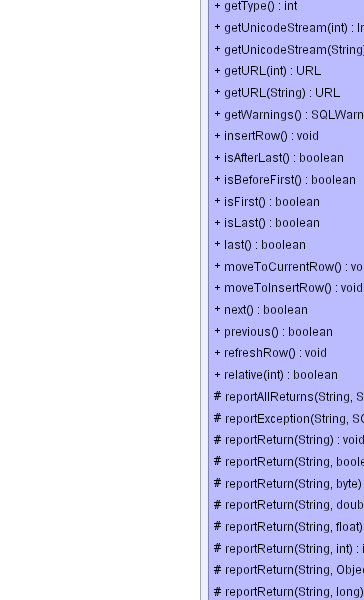 + getType() : int
+ getUnicodeStream(int) :
+ getUnicodeStream(String)
+ getURL(int) : URL
+ getURL(String) : URL
+ getWarnings() : SQLWarn
+ insertRow() : void
+ isAfterLast() : boolean
+ isBeforeFirst() : boolean
+ isFirst() : boolean
+ isLast() : boolean
+ last() : boolean
+ moveToCurrentRow() : vo
+ moveToInsertRow() : void
+ next() : boolean
+ previous() : boolean
+ refreshRow() : void
+ relative(int) : boolean
# reportAllReturns(String, S
# reportException(String, SQ
# reportReturn(String) : void
# reportReturn(String, boole
# reportReturn(String, byte)
# reportReturn(String, doub
# reportReturn(String, float)
# reportReturn(String, int) : i
# reportReturn(String, Obje
# reportReturn(String, long)